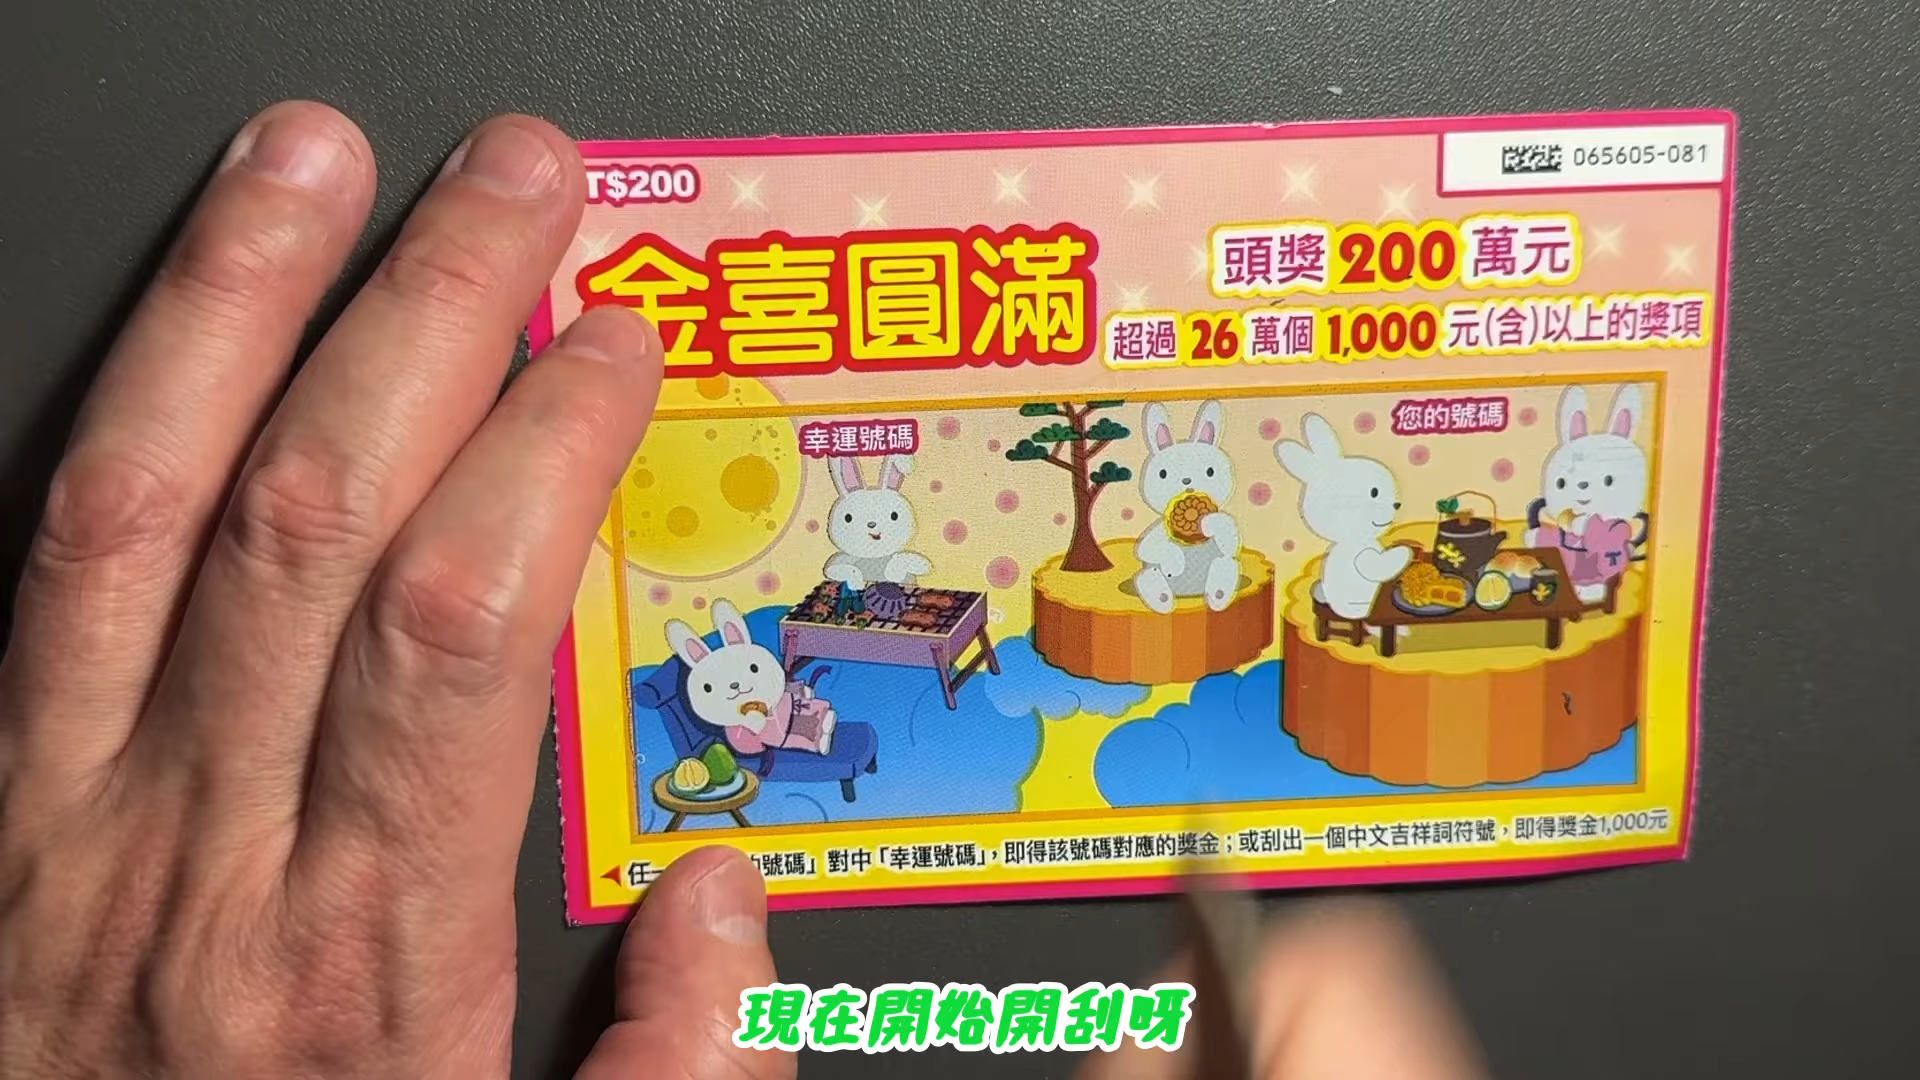 T$200
065605-081
金喜圓滿
頭獎 200 萬元
超過 26 萬個 1,000 元(含)以上的獎項
幸運號碼
您的號碼
任一 的號碼」對中「幸運號碼」，即得該號碼對應的獎金；或刮出一個中文吉祥詞符號，即得獎金1,000元
現在開始開刮呀